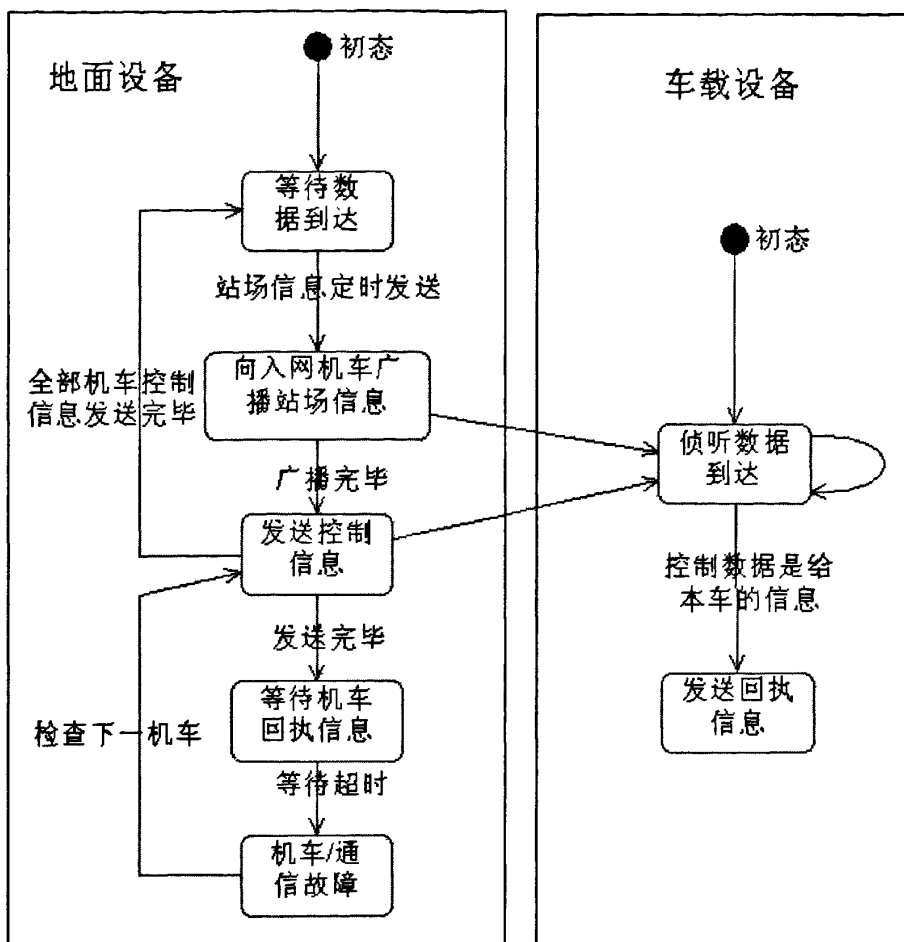 初态
地面设备
等待数
据到达
站场信息定时发送
向入网机车广
播站场信息
全部机车控制
信息发送完毕
广播完毕
发送控制
信息
发送完毕
等待机车
回执信息
检查下一机车
等待超时
机车/通
信故障
车载设备
初态
侦听数据
到达
控制数据是给
本车的信息
发送回执
信息